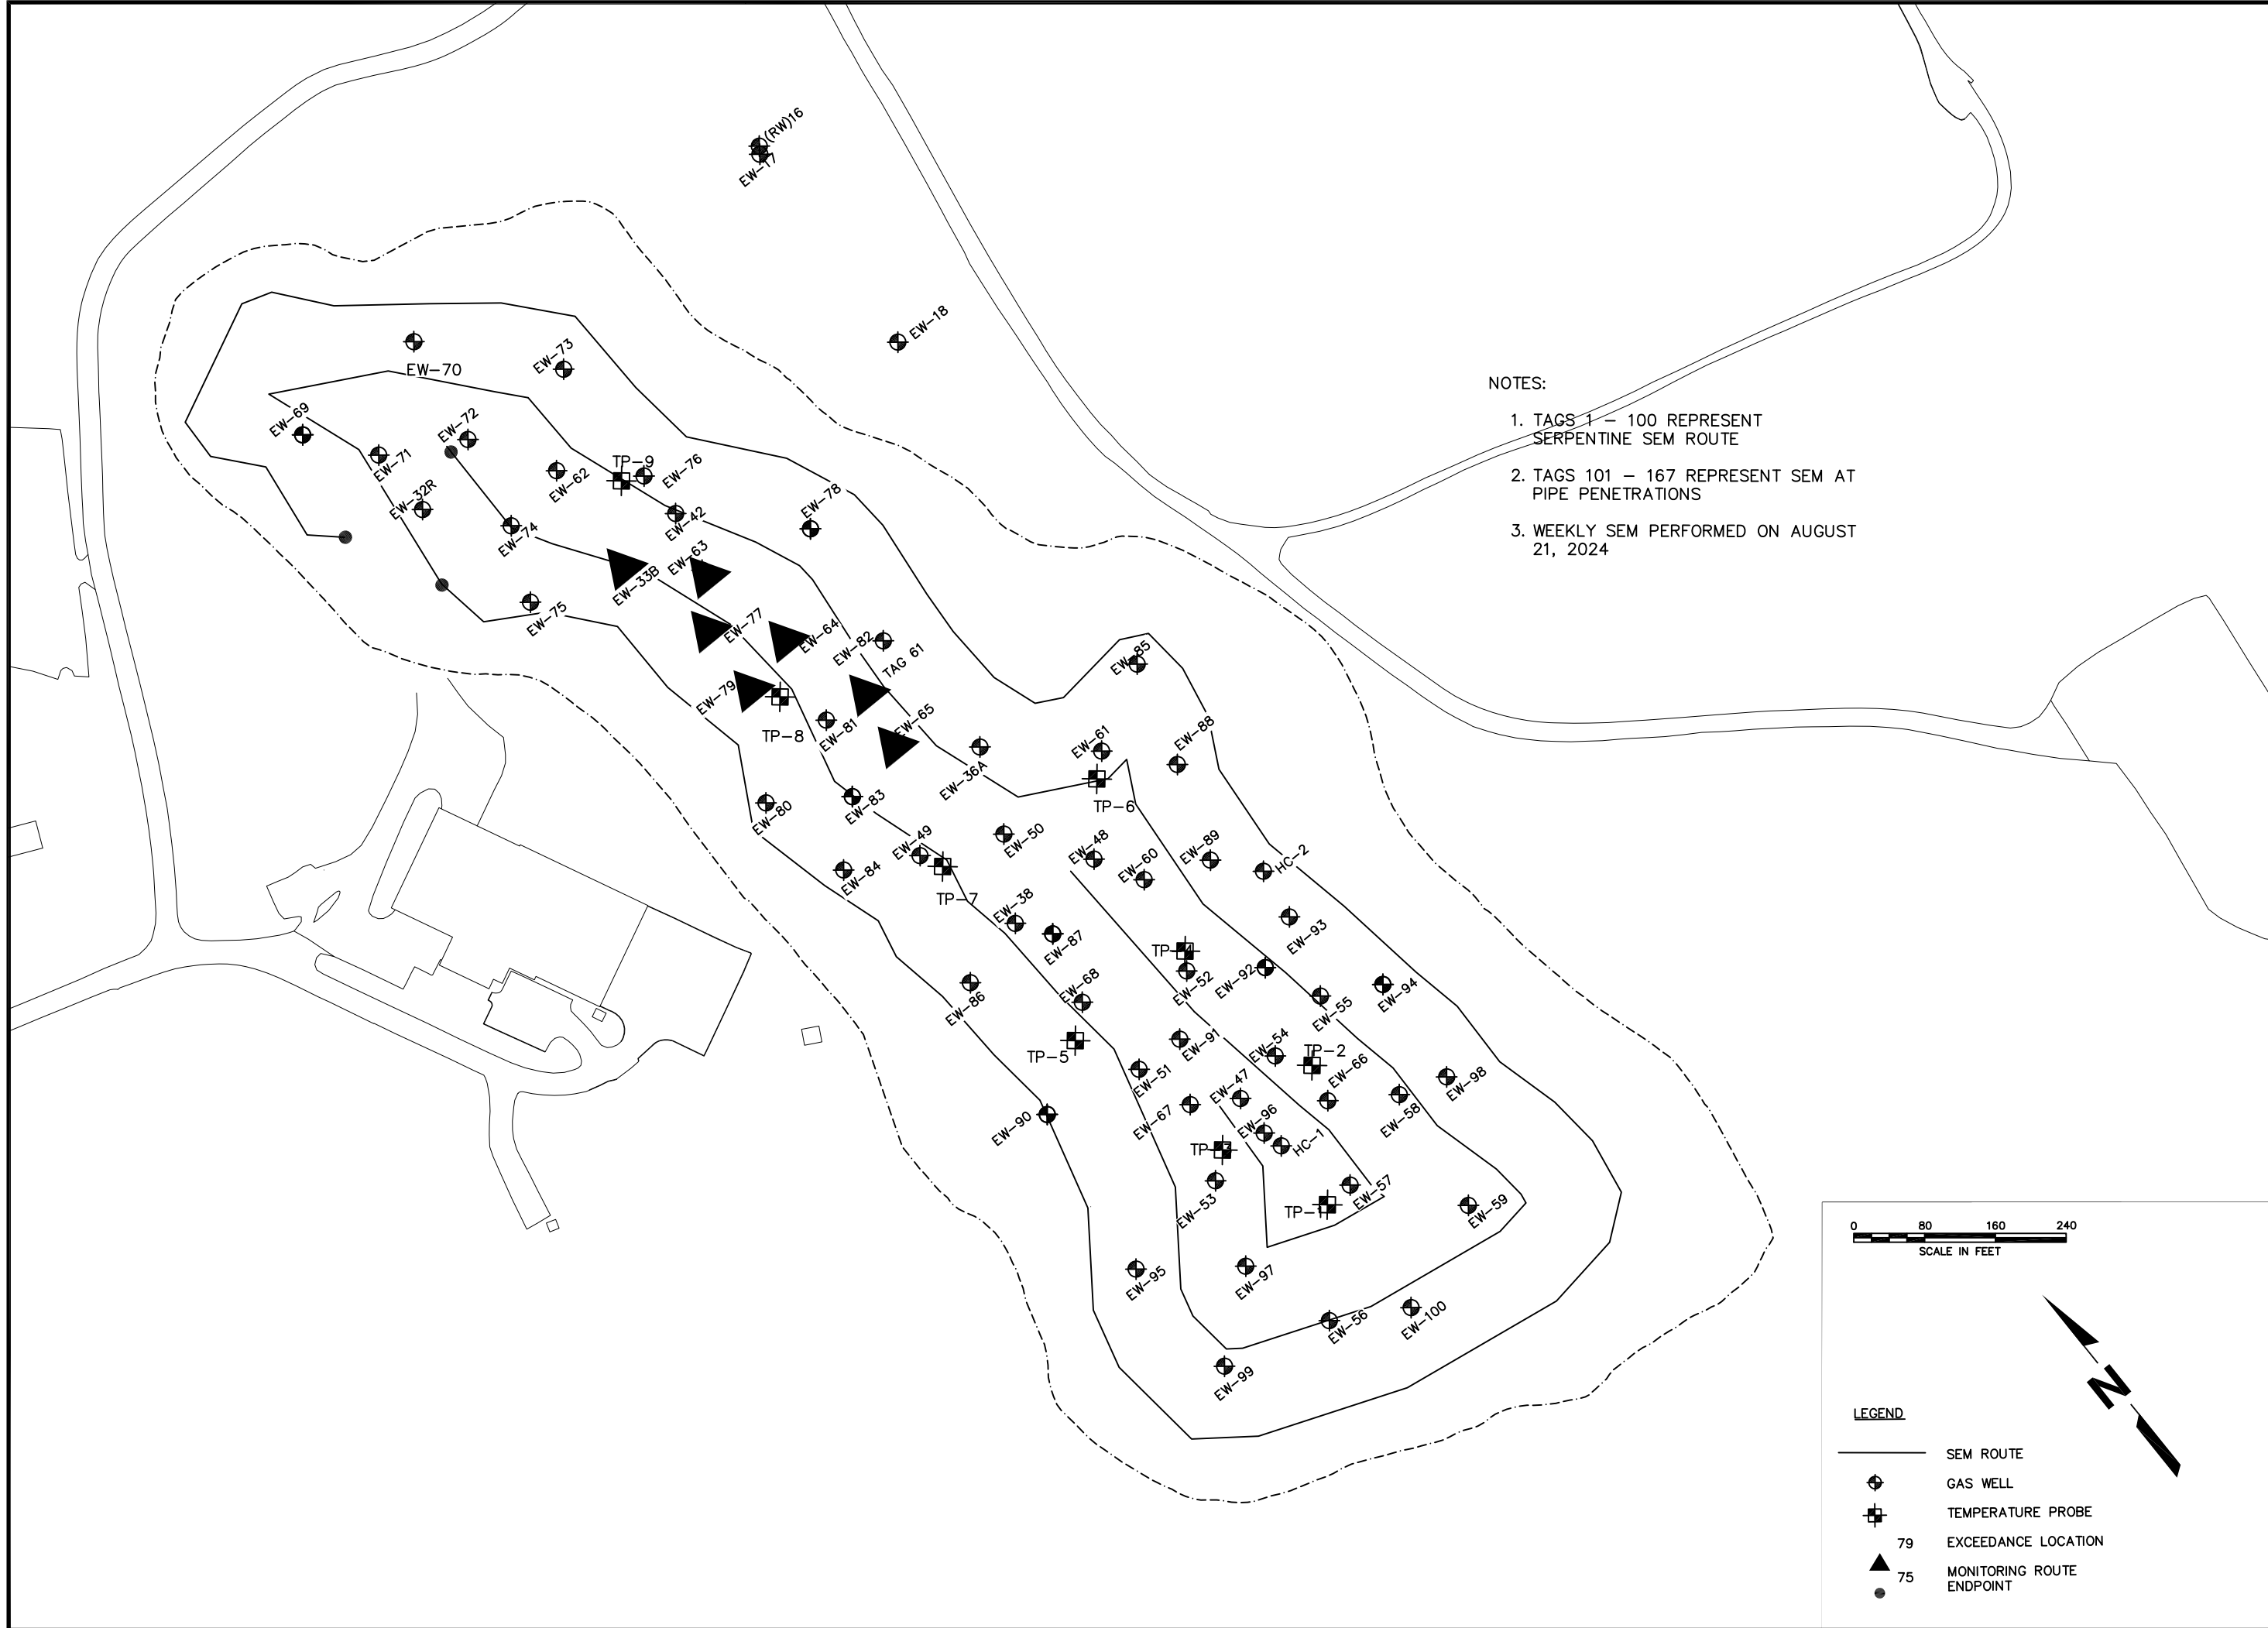 (RW)16
EW-17
EW-18
EW-73
EW-70
EW-69
EW-72
EW-71
EW-62
TP-9
EW-76
EW-78
EW-32R
EW-42
EW-74
EW-63
EW-33B
EW-75
EW-77
EW-64
EW-82
TAG 61
EW-85
EW-79
EW-65
TP-8
EW-81
EW-61
EW-88
EW-36A
EW-80
EW-83
TP-6
EW-49
EW-50
EW-48
EW-60
EW-89
HC-2
EW-84
TP-7
EW-38
EW-87
EW-93
TP-4
EW-52
EW-92
EW-86
EW-68
EW-55
EW-94
TP-5
EW-91
EW-54
TP-2
EW-51
EW-47
EW-66
EW-58
EW-98
EW-90
EW-67
EW-96
HC-1
TP-3
EW-53
EW-57
TP-1
EW-59
EW-95
EW-97
EW-56
EW-100
EW-99
NOTES:
1. TAGS 1 – 100 REPRESENT
SERPENTINE SEM ROUTE
2. TAGS 101 – 167 REPRESENT SEM AT
PIPE PENETRATIONS
3. WEEKLY SEM PERFORMED ON AUGUST
21, 2024
0 80 160 240
SCALE IN FEET
N
LEGEND
SEM ROUTE
GAS WELL
TEMPERATURE PROBE
79 EXCEEDANCE LOCATION
75 MONITORING ROUTE
ENDPOINT